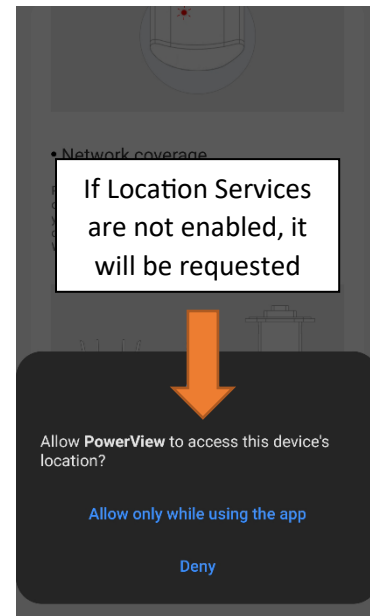 • Network coverage
If Location Services
are not enabled, it
will be requested
Allow PowerView to access this device's
location?
Allow only while using the app
Deny